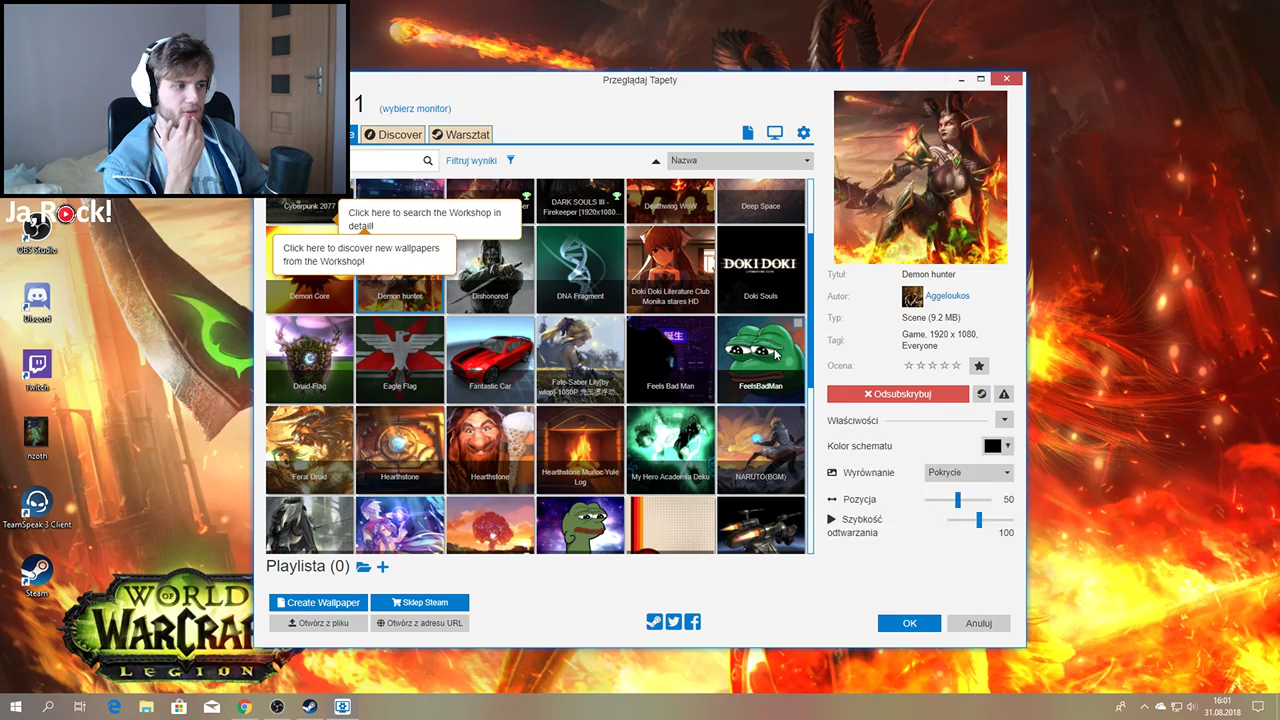 Przeglądaj Tapety
1 (wybierz monitor)
Discover
Warsztat
Filtruj wyniki
Nazwa
Ja,Rock!
OBS Studio
Discord
Twitch
nzoth
TeamSpeak 3 Client
Steam
Click here to search the Workshop in
detail!
Click here to discover new wallpapers
from the Workshop!
Cyberpunk 2077
DARK SOULS III -
Firekeeper [1920x1080...
Deathwing WoW
Deep Space
Demon Core
Demon hunter
Dishonored
DNA Fragment
Doki Doki Literature Club
Monika stares HD
DOKI DOKI
Doki Souls
Druid-Flag
Eagle Flag
Fantastic Car
Feels Bad Man
FeelsBadMan
Feral Druid
Hearthstone
Hearthstone
Hearthstone Murloc Yule
Log
My Hero Academia Deku
NARUTO(BGM)
Playlista (0)
Create Wallpaper
Sklep Steam
Otwórz z pliku
Otwórz z adresu URL
OK
Anuluj
Tytuł:
Demon hunter
Autor:
Aggeloukos
Typ:
Scene (9.2 MB)
Tagi:
Game, 1920 x 1080,
Everyone
Ocena:
Odsubskrybuj
Właściwości
Kolor schematu
Wyrównanie
Pokrycie
Pozycja
50
Szybkość
odtwarzania
100
WORLD
OF
WARCRA
LEGION
16:01
31.08.2018